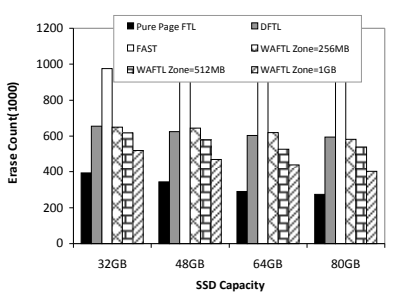 Pure Page FTL DFTL
FAST WAFTL Zone=256MB
WAFTL Zone=512MB WAFTL Zone=1GB
1200
1000
800
600
400
200
0
Erase Count(1000)
32GB 48GB 64GB 80GB
SSD Capacity